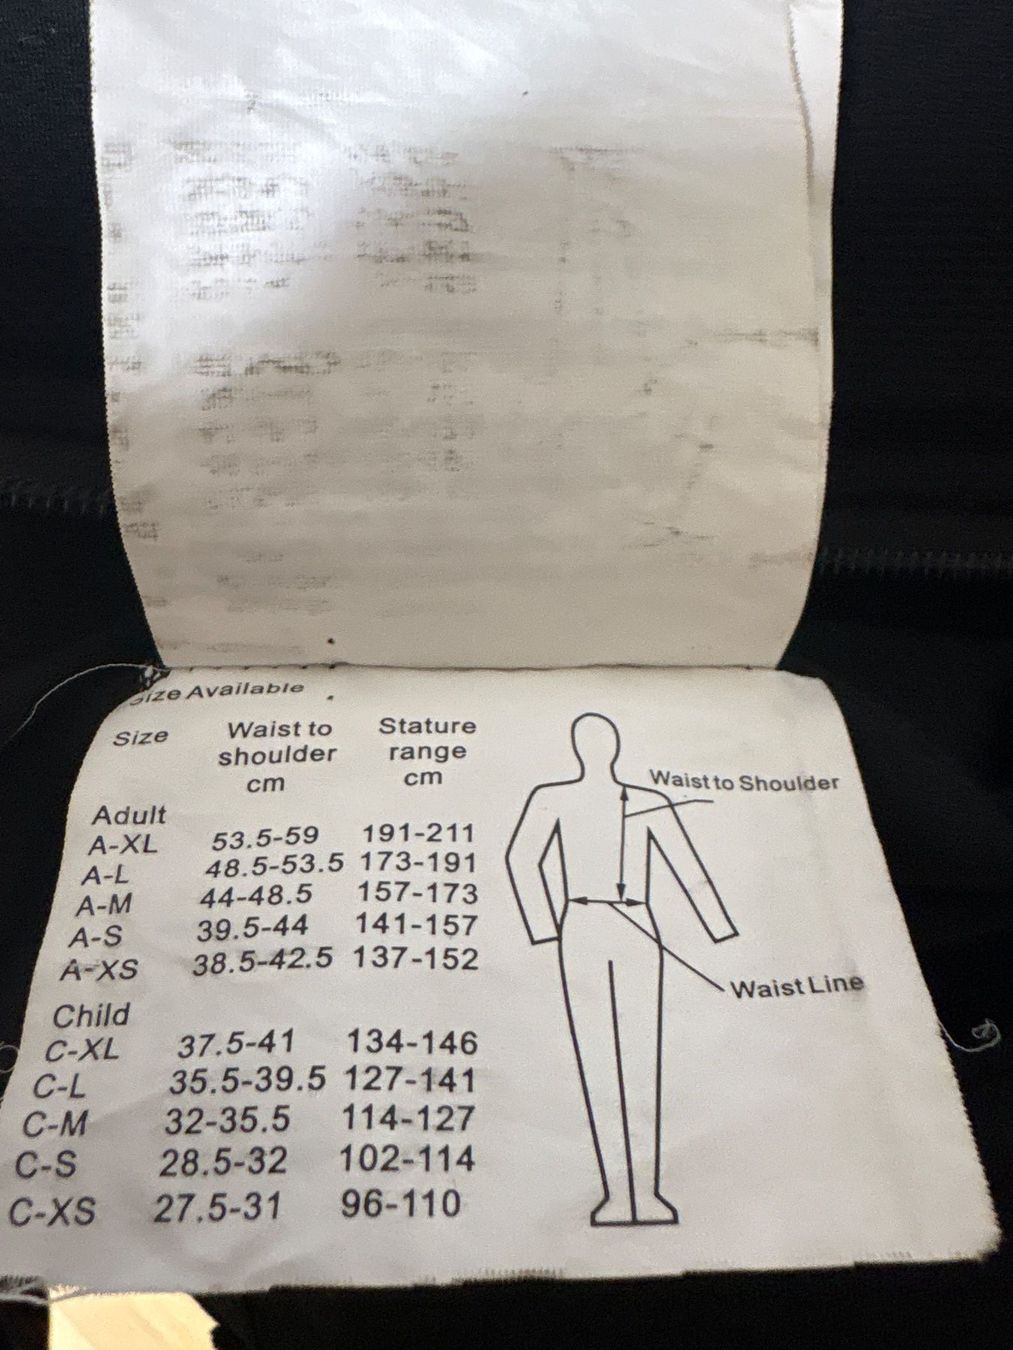 Size Available
Size Waist to shoulder cm Stature range cm
Adult
A-XL 53.5-59 191-211
A-L 48.5-53.5 173-191
A-M 44-48.5 157-173
A-S 39.5-44 141-157
A-XS 38.5-42.5 137-152
Child
C-XL 37.5-41 134-146
C-L 35.5-39.5 127-141
C-M 32-35.5 114-127
C-S 28.5-32 102-114
C-XS 27.5-31 96-110
Waist to Shoulder
Waist Line